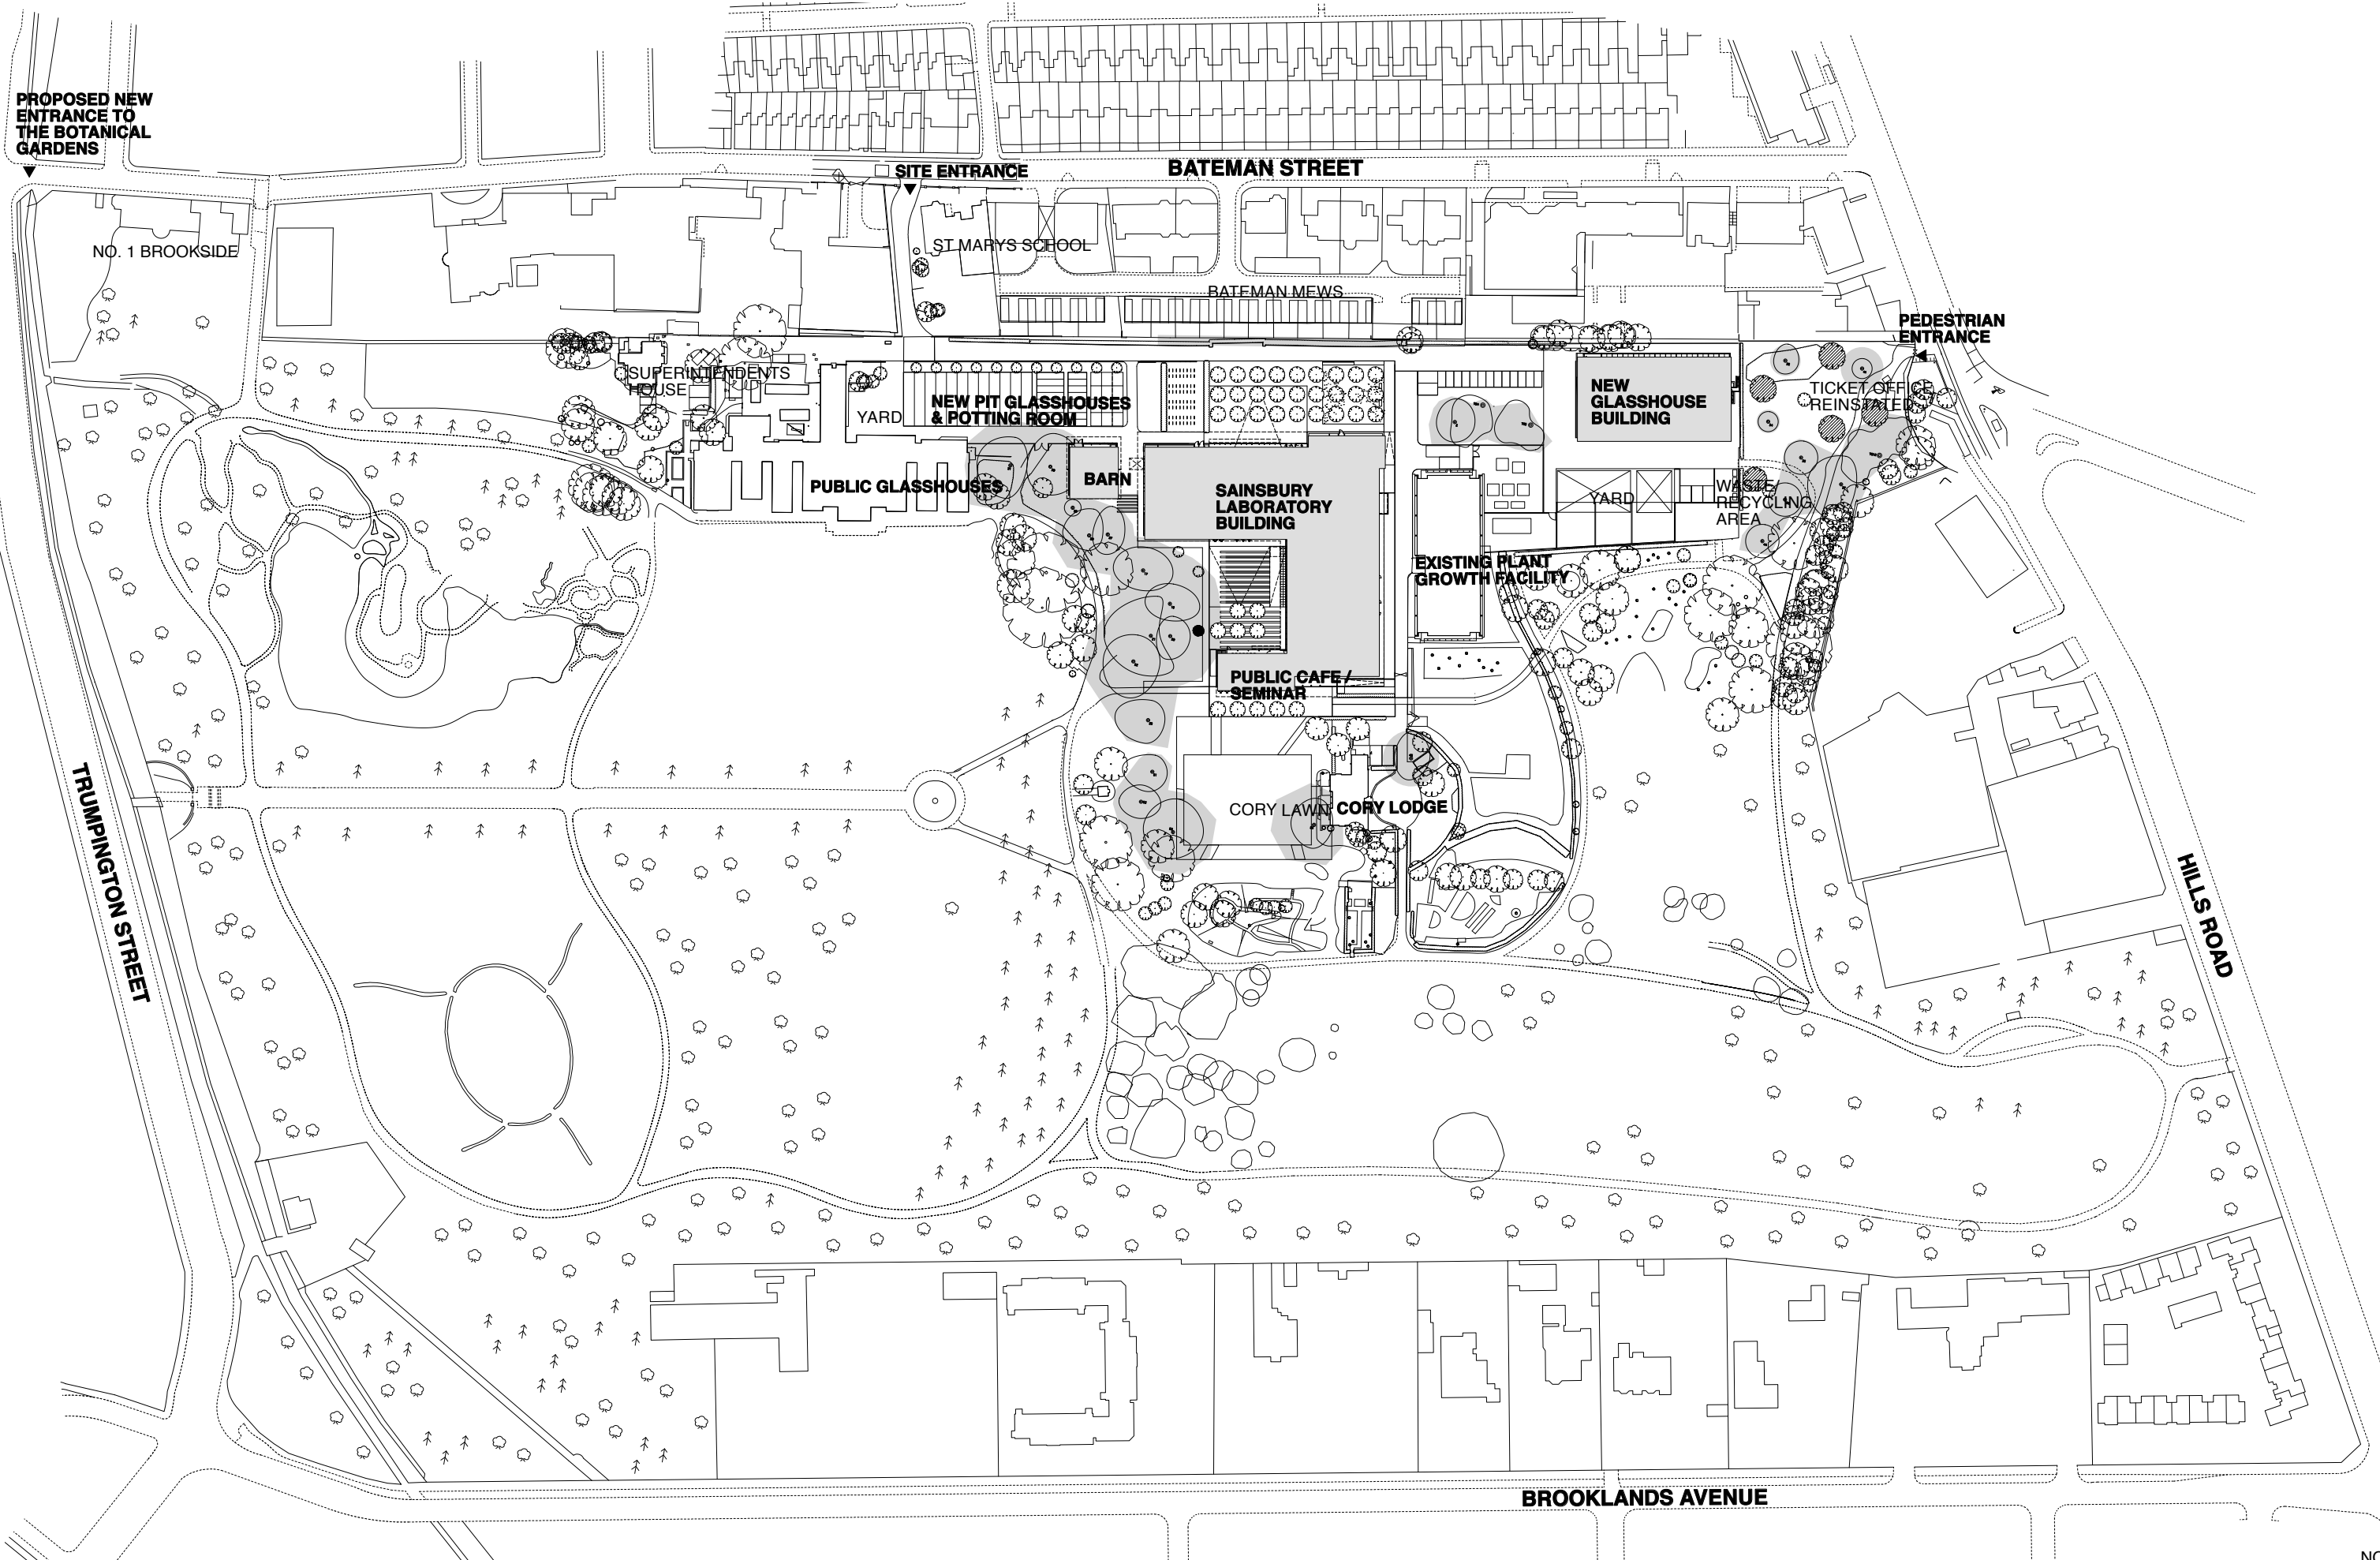 PROPOSED NEW
ENTRANCE TO
THE BOTANICAL
GARDENS
SITE ENTRANCE
BATEMAN STREET
NO. 1 BROOKSIDE
ST MARYS SCHOOL
BATEMAN MEWS
PEDESTRIAN
ENTRANCE
SUPERINTENDENTS
HOUSE
YARD
NEW PIT GLASSHOUSES
& POTTING ROOM
NEW
GLASSHOUSE
BUILDING
TICKET OFFICE
REINSTATED
PUBLIC GLASSHOUSES
BARN
SAINSBURY
LABORATORY
BUILDING
YARD
WASTE/
RECYCLING
AREA
EXISTING PLANT
GROWTH FACILITY
PUBLIC CAFE /
SEMINAR
CORY LAWN
CORY LODGE
TRUMPINGTON STREET
HILLS ROAD
BROOKLANDS AVENUE